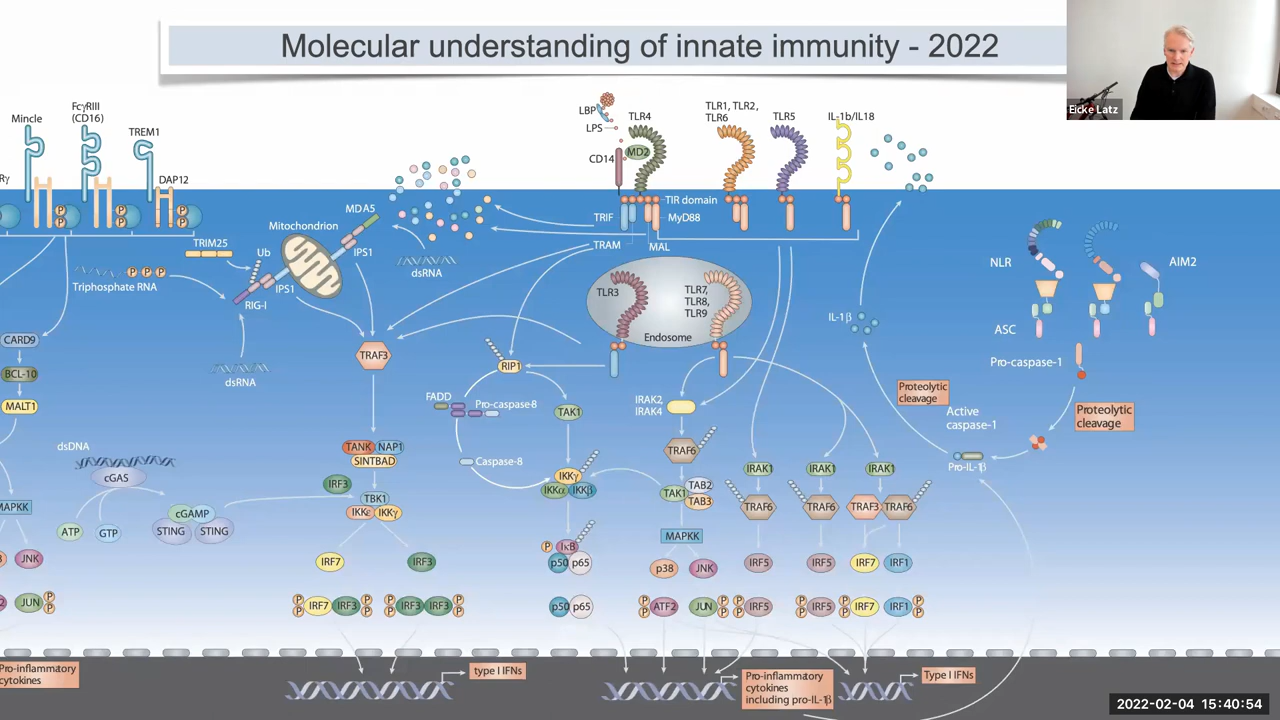 Molecular understanding of innate immunity - 2022
Eicke Latz
Mincle
FcγRIII
(CD16)
TREM1
DAP12
Rγ
P
P
P
P
P
P
LBP
LPS
CD14
TLR4
MD2
TLR1, TLR2,
TLR6
TLR5
IL-1b/IL18
TIR domain
TRIF
MyD88
TRAM
MAL
MDA5
Mitochondrion
IPS1
TRIM25
Ub
Triphosphate RNA
P P P
IPS1
RIG-I
dsRNA
dsRNA
TLR3
TLR7,
TLR8,
TLR9
Endosome
NLR
AIM2
ASC
Pro-caspase-1
IL-1β
Proteolytic
cleavage
Proteolytic
cleavage
Active
caspase-1
Pro-IL-1β
CARD9
BCL-10
MALT1
TRAF3
RIP1
FADD
Pro-caspase-8
TAK1
Caspase-8
IRAK2
IRAK4
TRAF6
dsDNA
cGAS
ATP
GTP
cGAMP
STING
STING
TANK
NAP1
SINTBAD
IRF3
TBK1
IKKε
IKKγ
IKKγ
IKKα
IKKβ
TAK1
TAB2
TAB3
IRAK1
IRAK1
IRAK1
TRAF6
TRAF6
TRAF3
TRAF6
MAPKK
MAPKK
JNK
IRF7
IRF3
P
IκB
p50
p65
p38
JNK
IRF5
IRF5
IRF7
IRF1
JUN
P
P
P
P
IRF7
IRF3
P
P
P
P
IRF3
IRF3
P
P
p50
p65
P
P
ATF2
JUN
P
P
P
P
IRF5
P
P
IRF5
P
P
IRF7
IRF1
P
P
Pro-inflammatory
cytokines
type I IFNs
Pro-inflammatory
cytokines
including pro-IL-1β
Type I IFNs
2022-02-04 15:40:54